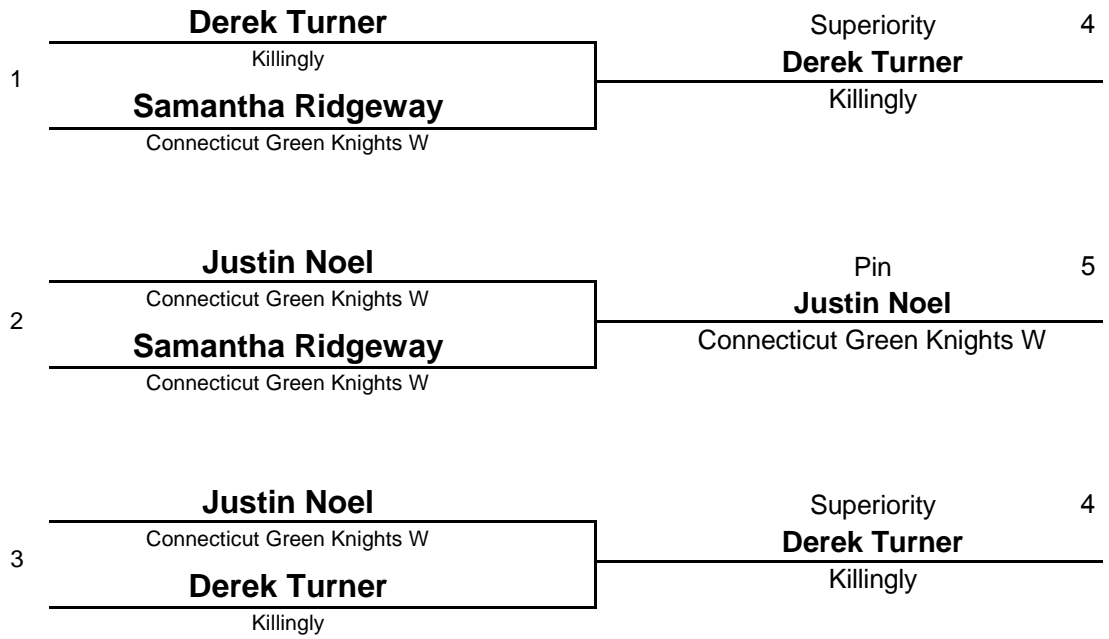 Derek Turner
Killingly
1
Samantha Ridgeway
Connecticut Green Knights W
Superiority 4
Derek Turner
Killingly
Justin Noel
Connecticut Green Knights W
2
Samantha Ridgeway
Connecticut Green Knights W
Pin 5
Justin Noel
Connecticut Green Knights W
Justin Noel
Connecticut Green Knights W
3
Derek Turner
Killingly
Superiority 4
Derek Turner
Killingly